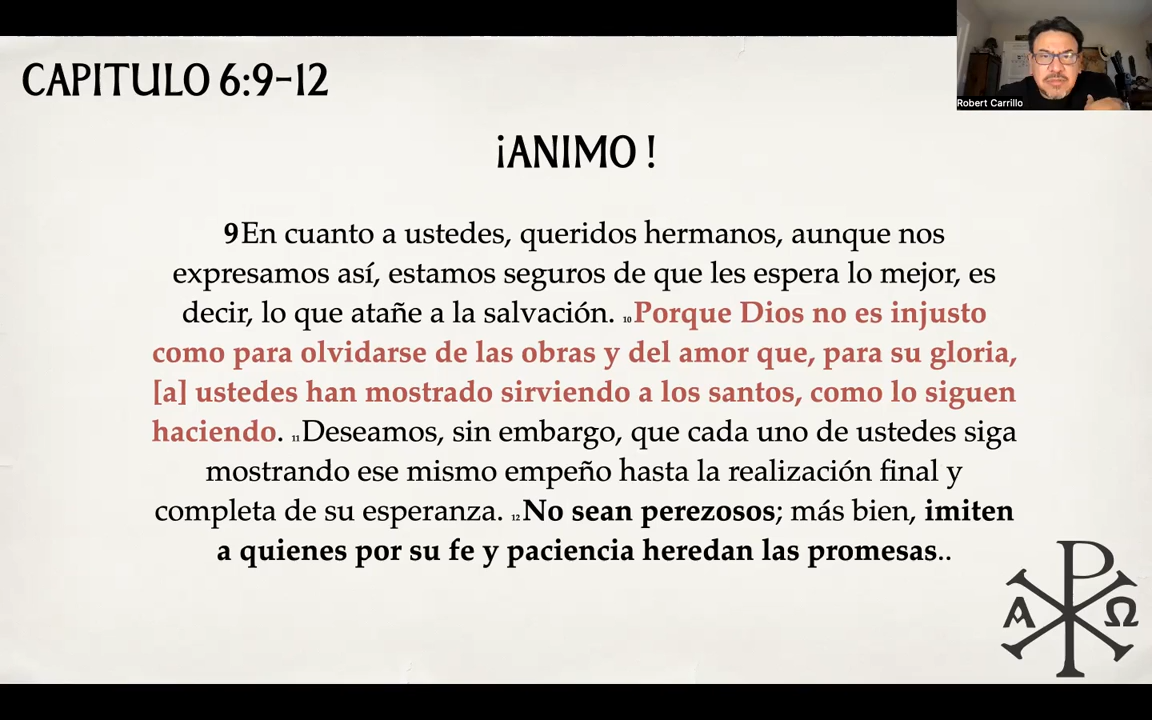 CAPITULO 6:9-12
Robert Carrillo
¡ANIMO !
9En cuanto a ustedes, queridos hermanos, aunque nos
expresamos así, estamos seguros de que les espera lo mejor, es
decir, lo que atañe a la salvación. 10Porque Dios no es injusto
como para olvidarse de las obras y del amor que, para su gloria,
[a] ustedes han mostrado sirviendo a los santos, como lo siguen
haciendo. 11Deseamos, sin embargo, que cada uno de ustedes siga
mostrando ese mismo empeño hasta la realización final y
completa de su esperanza. 12No sean perezosos; más bien, imiten
a quienes por su fe y paciencia heredan las promesas..
Α Ω